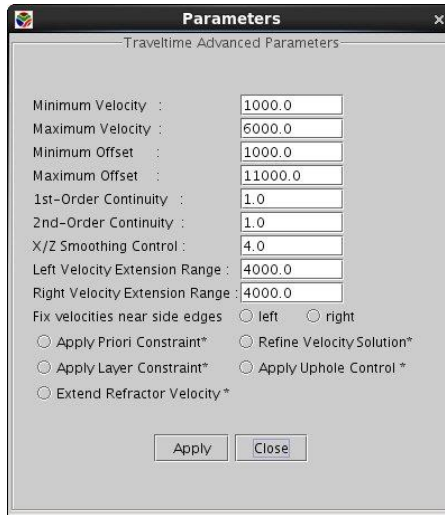 Parameters x
Traveltime Advanced Parameters
Minimum Velocity : 1000.0
Maximum Velocity : 6000.0
Minimum Offset : 1000.0
Maximum Offset : 11000.0
1st-Order Continuity : 1.0
2nd-Order Continuity : 1.0
X/Z Smoothing Control : 4.0
Left Velocity Extension Range : 4000.0
Right Velocity Extension Range : 4000.0
Fix velocities near side edges left right
Apply Priori Constraint* Refine Velocity Solution*
Apply Layer Constraint* Apply Uphole Control *
Extend Refractor Velocity *
Apply Close